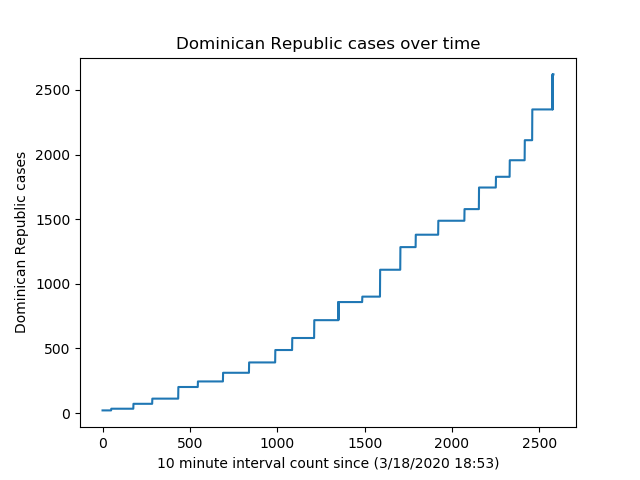 Dominican Republic cases over time
Dominican Republic cases
2500
2000
1500
1000
500
0
0 500 1000 1500 2000 2500
10 minute interval count since (3/18/2020 18:53)